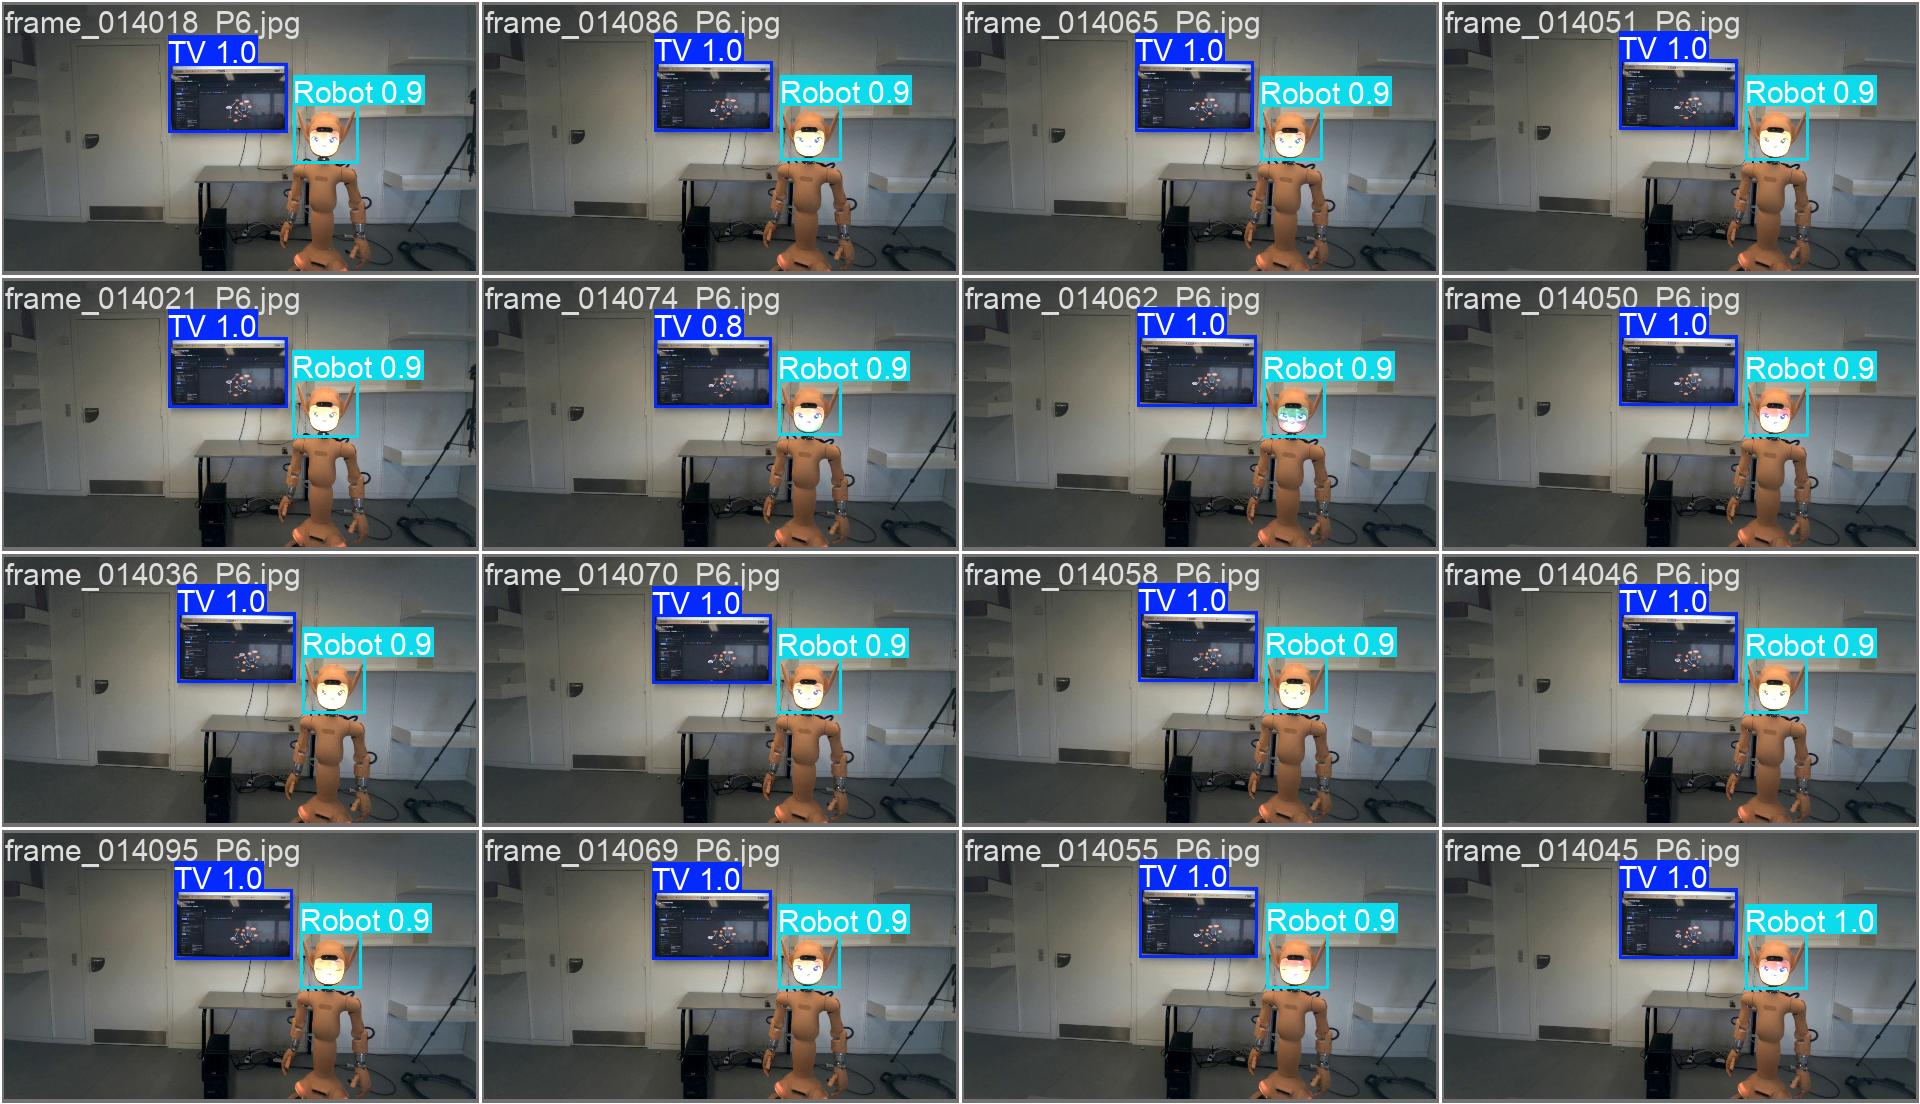 frame_014018_P6.jpg
TV 1.0
Robot 0.9
frame_014086_P6.jpg
TV 1.0
Robot 0.9
frame_014065_P6.jpg
TV 1.0
Robot 0.9
frame_014051_P6.jpg
TV 1.0
Robot 0.9
frame_014021_P6.jpg
TV 1.0
Robot 0.9
frame_014074_P6.jpg
TV 0.8
Robot 0.9
frame_014062_P6.jpg
TV 1.0
Robot 0.9
frame_014050_P6.jpg
TV 1.0
Robot 0.9
frame_014036_P6.jpg
TV 1.0
Robot 0.9
frame_014070_P6.jpg
TV 1.0
Robot 0.9
frame_014058_P6.jpg
TV 1.0
Robot 0.9
frame_014046_P6.jpg
TV 1.0
Robot 0.9
frame_014095_P6.jpg
TV 1.0
Robot 0.9
frame_014069_P6.jpg
TV 1.0
Robot 0.9
frame_014055_P6.jpg
TV 1.0
Robot 0.9
frame_014045_P6.jpg
TV 1.0
Robot 1.0